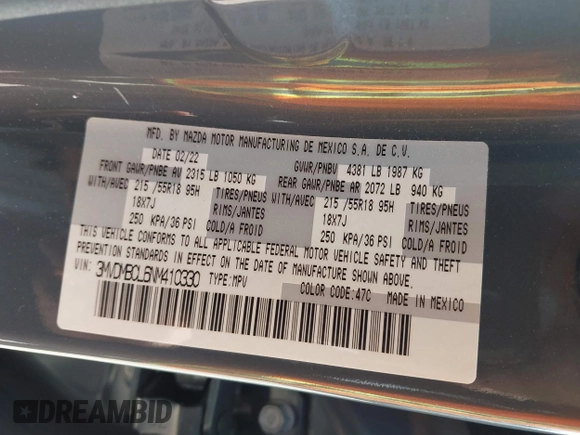 MFD. BY MAZDA MOTOR MANUFACTURING DE MEXICO S.A. DE C.V.
DATE 02/22 GVWR/PNBV 4381 LB 1987 KG
FRONT GAWR/PNBE AV 2315 LB 1050 KG REAR GAWR/PNBE AR 2072 LB 940 KG
WITH/AVEC 215 /55R18 95H TIRES/PNEUS WITH/AVEC 215 /55R18 95H TIRES/PNEUS
18X7J RIMS/JANTES 18X7J RIMS/JANTES
250 KPA/36 PSI COLD/A FROID 250 KPA/36 PSI COLD/A FROID
THIS VEHICLE CONFORMS TO ALL APPLICABLE FEDERAL MOTOR VEHICLE SAFETY AND THEFT
PREVENTION STANDARDS IN EFFECT ON THE DATE OF MANUFACTURE SHOWN ABOVE.
VIN: 3MVDMBCL6NM410330 TYPE:MPV
COLOR CODE:47C MADE IN MEXICO
DREAMBID